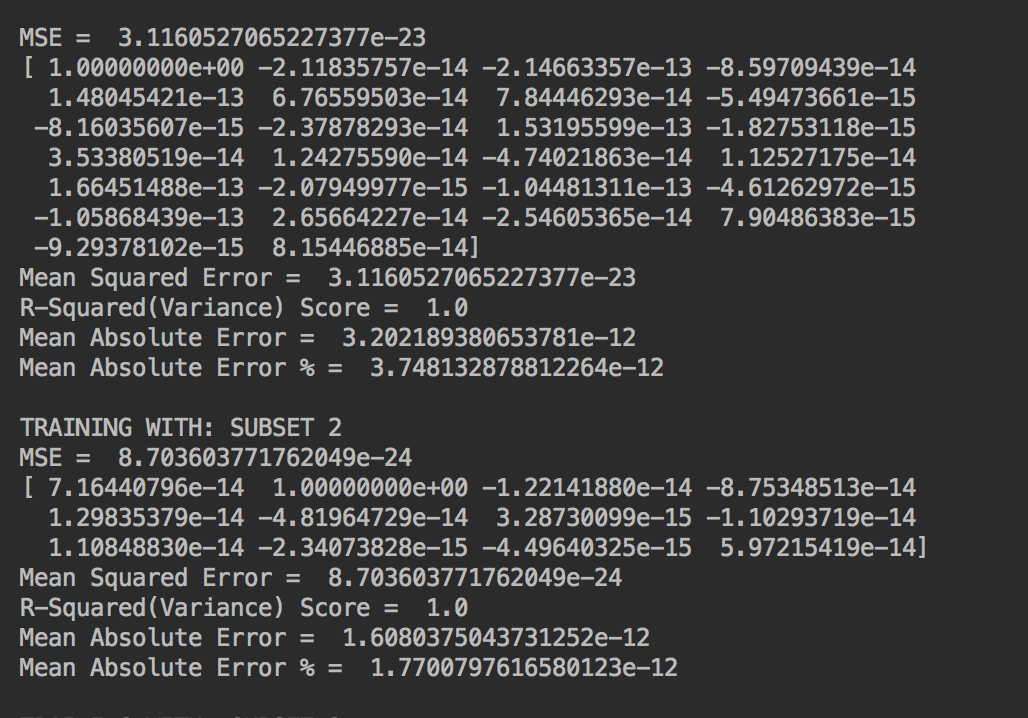 MSE =  3.1160527065227377e-23
[ 1.00000000e+00 -2.11835757e-14 -2.14663357e-13 -8.59709439e-14
1.48045421e-13  6.76559503e-14  7.84446293e-14 -5.49473661e-15
-8.16035607e-15 -2.37878293e-14  1.53195599e-13 -1.82753118e-15
3.53380519e-14  1.24275590e-14 -4.74021863e-14  1.12527175e-14
1.66451488e-13 -2.07949977e-15 -1.04481311e-13 -4.61262972e-15
-1.05868439e-13  2.65664227e-14 -2.54605365e-14  7.90486383e-15
-9.29378102e-15  8.15446885e-14]
Mean Squared Error =  3.1160527065227377e-23
R-Squared(Variance) Score =  1.0
Mean Absolute Error =  3.202189380653781e-12
Mean Absolute Error % =  3.748132878812264e-12
TRAINING WITH: SUBSET 2
MSE =  8.703603771762049e-24
[ 7.16440796e-14  1.00000000e+00 -1.22141880e-14 -8.75348513e-14
1.29835379e-14 -4.81964729e-14  3.28730099e-15 -1.10293719e-14
1.10848830e-14 -2.34073828e-15 -4.49640325e-15  5.97215419e-14]
Mean Squared Error =  8.703603771762049e-24
R-Squared(Variance) Score =  1.0
Mean Absolute Error =  1.6080375043731252e-12
Mean Absolute Error % =  1.7700797616580123e-12